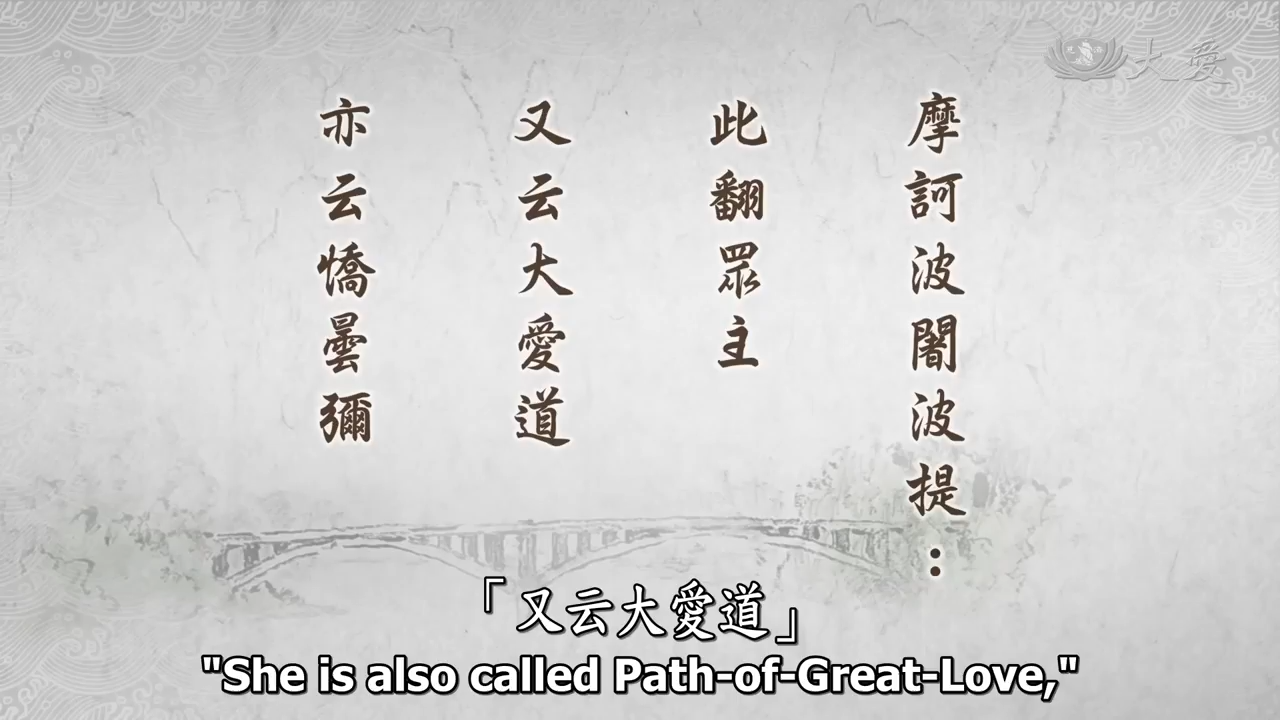 大愛
摩訶波闍波提：
此翻眾主
又云大愛道
亦云憍曇彌
「又云大愛道」
"She is also called Path-of-Great-Love,"